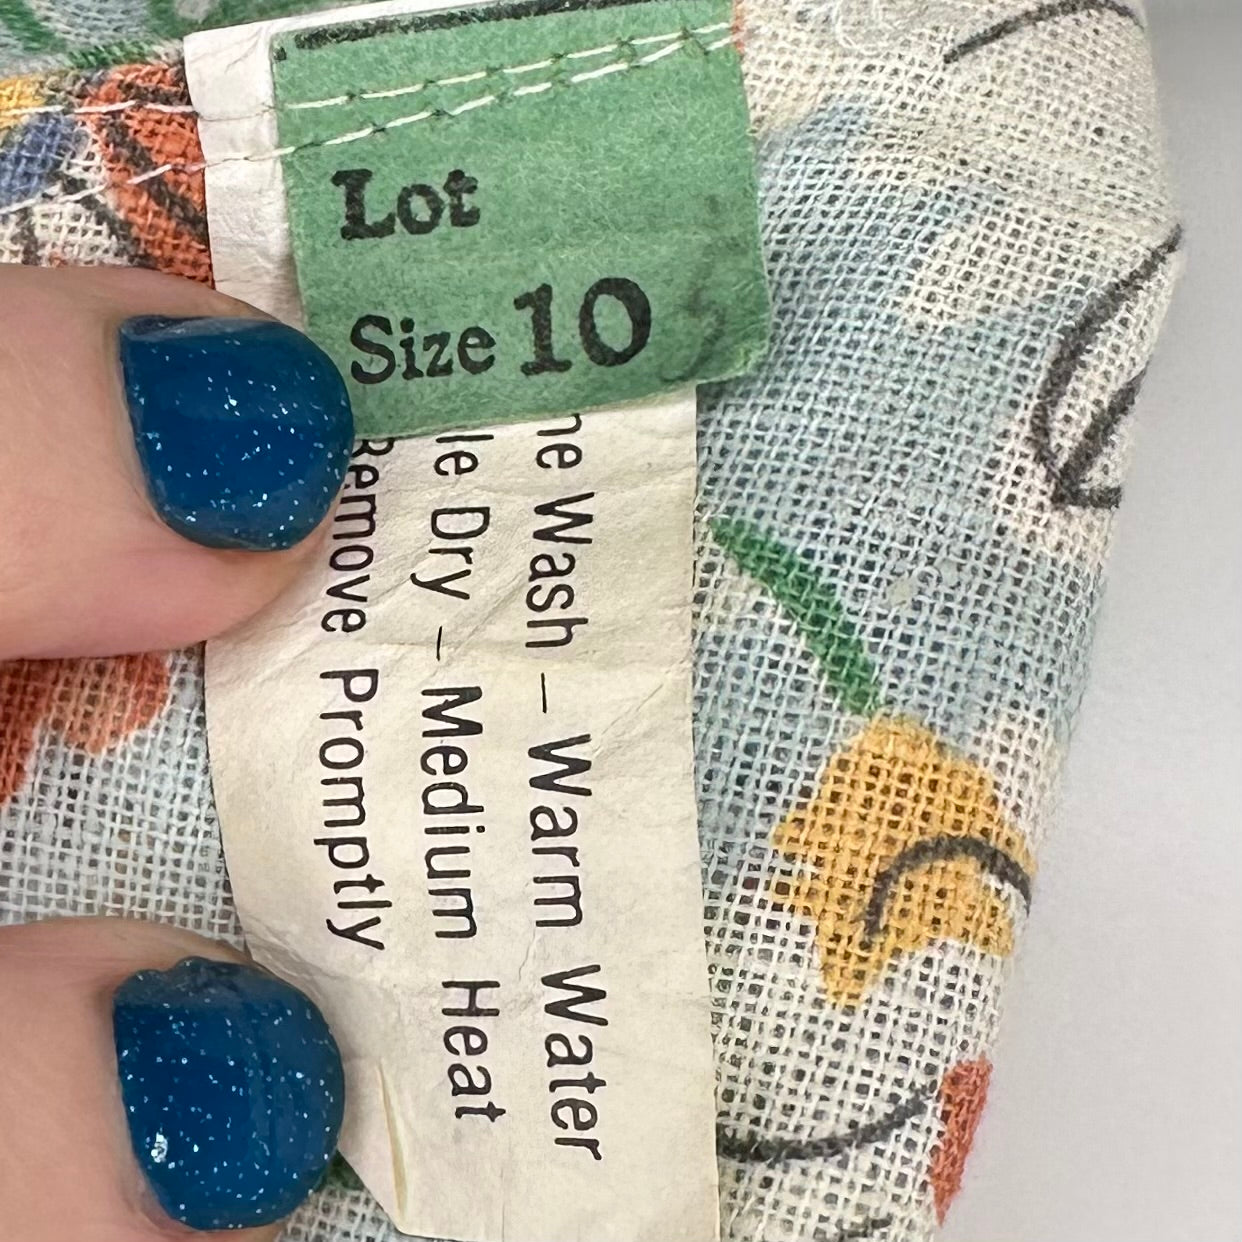 Lot
Size 10
ne Wash – Warm Water
le Dry – Medium Heat
Remove Promptly